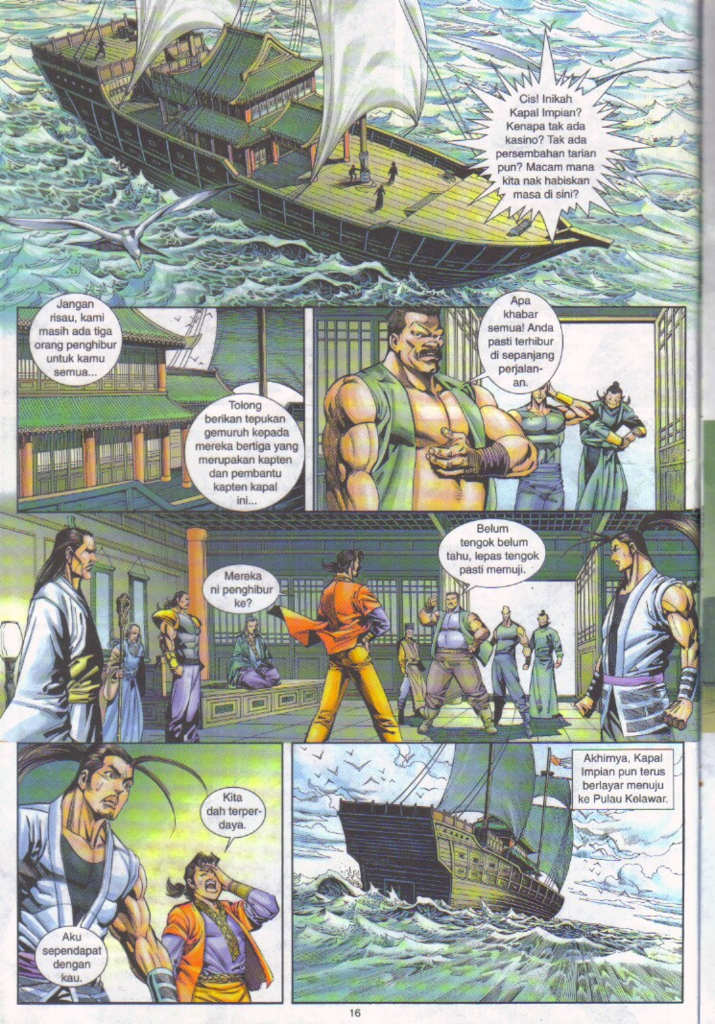 Cis! Inikah
Kapal Impian?
Kenapa tak ada
kasino? Tak ada
persembahan tarian
pun? Macam mana
kita nak habiskan
masa di sini?
Jangan
risau, kami
masih ada tiga
orang penghibur
untuk kamu
semua...
Tolong
berikan tepukan
gemuruh kepada
mereka bertiga yang
merupakan kapten
dan pembantu
kapten kapal
ini...
Apa
khabar
semua! Anda
pasti terhibur
di sepanjang
perjalan-
an.
Mereka
ni penghibur
ke?
Belum
tengok belum
tahu, lepas tengok
pasti memuji.
Kita
dah terper-
daya.
Aku
sependapat
dengan
kau.
Akhirnya, Kapal
Impian pun terus
berlayar menuju
ke Pulau Kelawar.
16